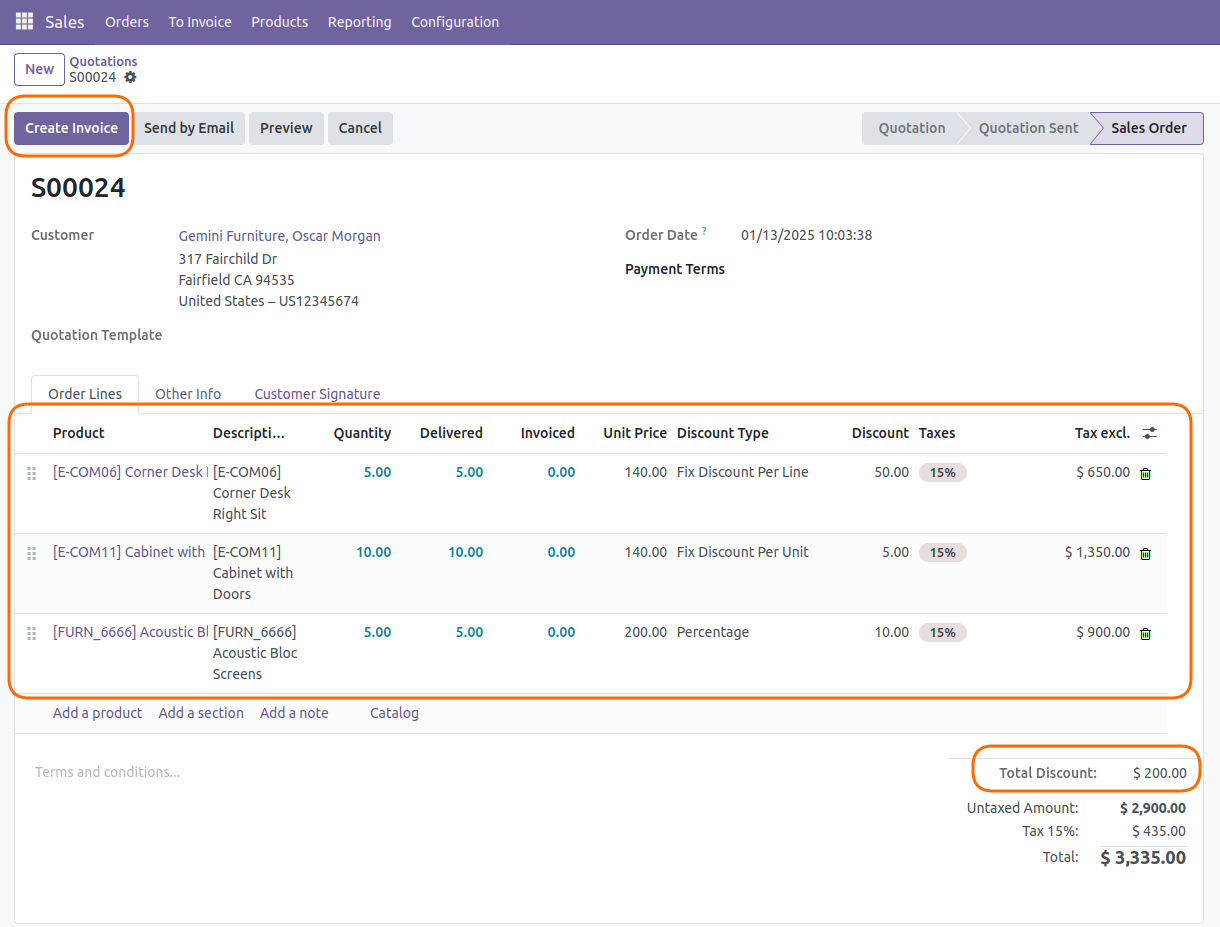 Sales Orders To Invoice Products Reporting Configuration
New Quotations
S00024
Create Invoice Send by Email Preview Cancel Quotation Quotation Sent Sales Order
S00024
Customer Gemini Furniture, Oscar Morgan Order Date ? 01/13/2025 10:03:38
317 Fairchild Dr Payment Terms
Fairfield CA 94535
United States – US12345674
Quotation Template
Order Lines Other Info Customer Signature
Product Descripti... Quantity Delivered Invoiced Unit Price Discount Type Discount Taxes Tax excl.
[E-COM06] Corner Desk [E-COM06] 5.00 5.00 0.00 140.00 Fix Discount Per Line 50.00 15% $ 650.00
Corner Desk
Right Sit
[E-COM11] Cabinet with [E-COM11] 10.00 10.00 0.00 140.00 Fix Discount Per Unit 5.00 15% $ 1,350.00
Cabinet with
Doors
[FURN_6666] Acoustic Bl [FURN_6666] 5.00 5.00 0.00 200.00 Percentage 10.00 15% $ 900.00
Acoustic Bloc
Screens
Add a product Add a section Add a note Catalog
Terms and conditions... Total Discount: $ 200.00
Untaxed Amount: $ 2,900.00
Tax 15%: $ 435.00
Total: $ 3,335.00